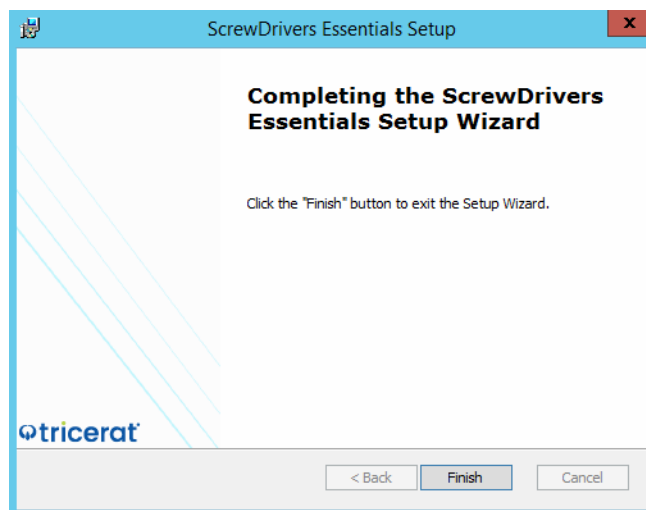 ScrewDrivers Essentials Setup
x
Completing the ScrewDrivers
Essentials Setup Wizard
Click the "Finish" button to exit the Setup Wizard.
tricerat
< Back
Finish
Cancel